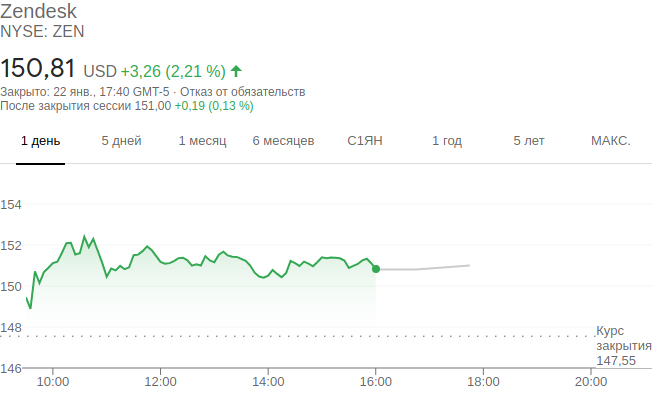 Zendesk
NYSE: ZEN
150,81 USD +3,26 (2,21 %)
Закрыто: 22 янв., 17:40 GMT-5 · Отказ от обязательств
После закрытия сессии 151,00 +0,19 (0,13 %)
1 день 5 дней 1 месяц 6 месяцев С1ЯН 1 год 5 лет МАКС.
154
152
150
148
Курс
закрытия
147,55
146
10:00 12:00 14:00 16:00 18:00 20:00